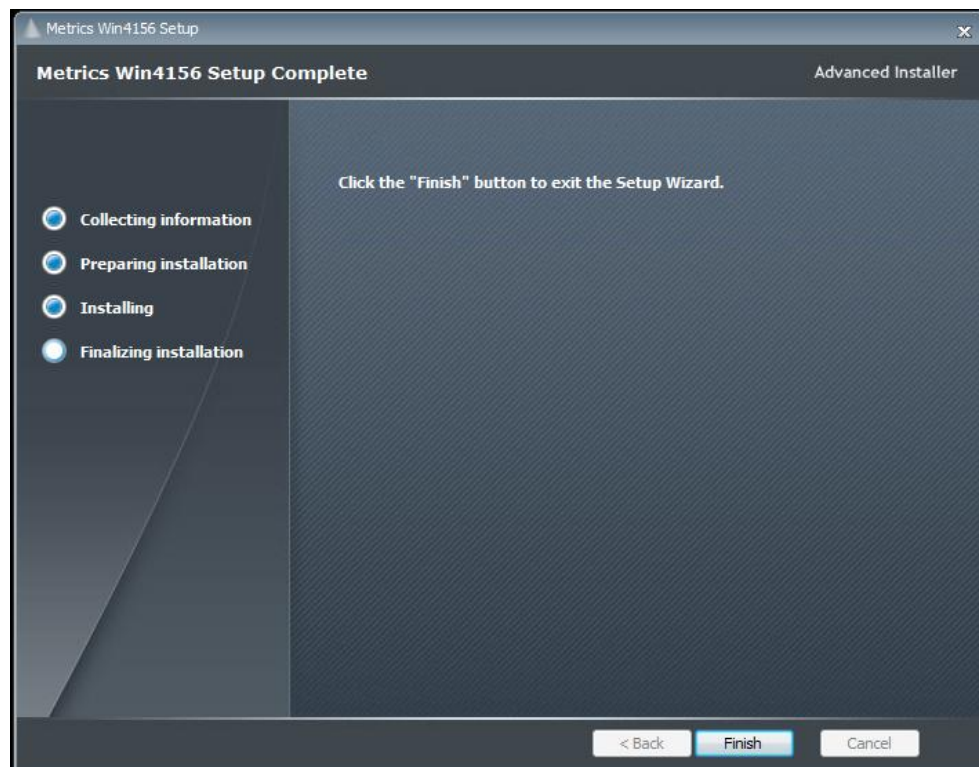 Metrics Win4156 Setup
Metrics Win4156 Setup Complete
Advanced Installer
Click the "Finish" button to exit the Setup Wizard.
Collecting information
Preparing installation
Installing
Finalizing installation
< Back
Finish
Cancel